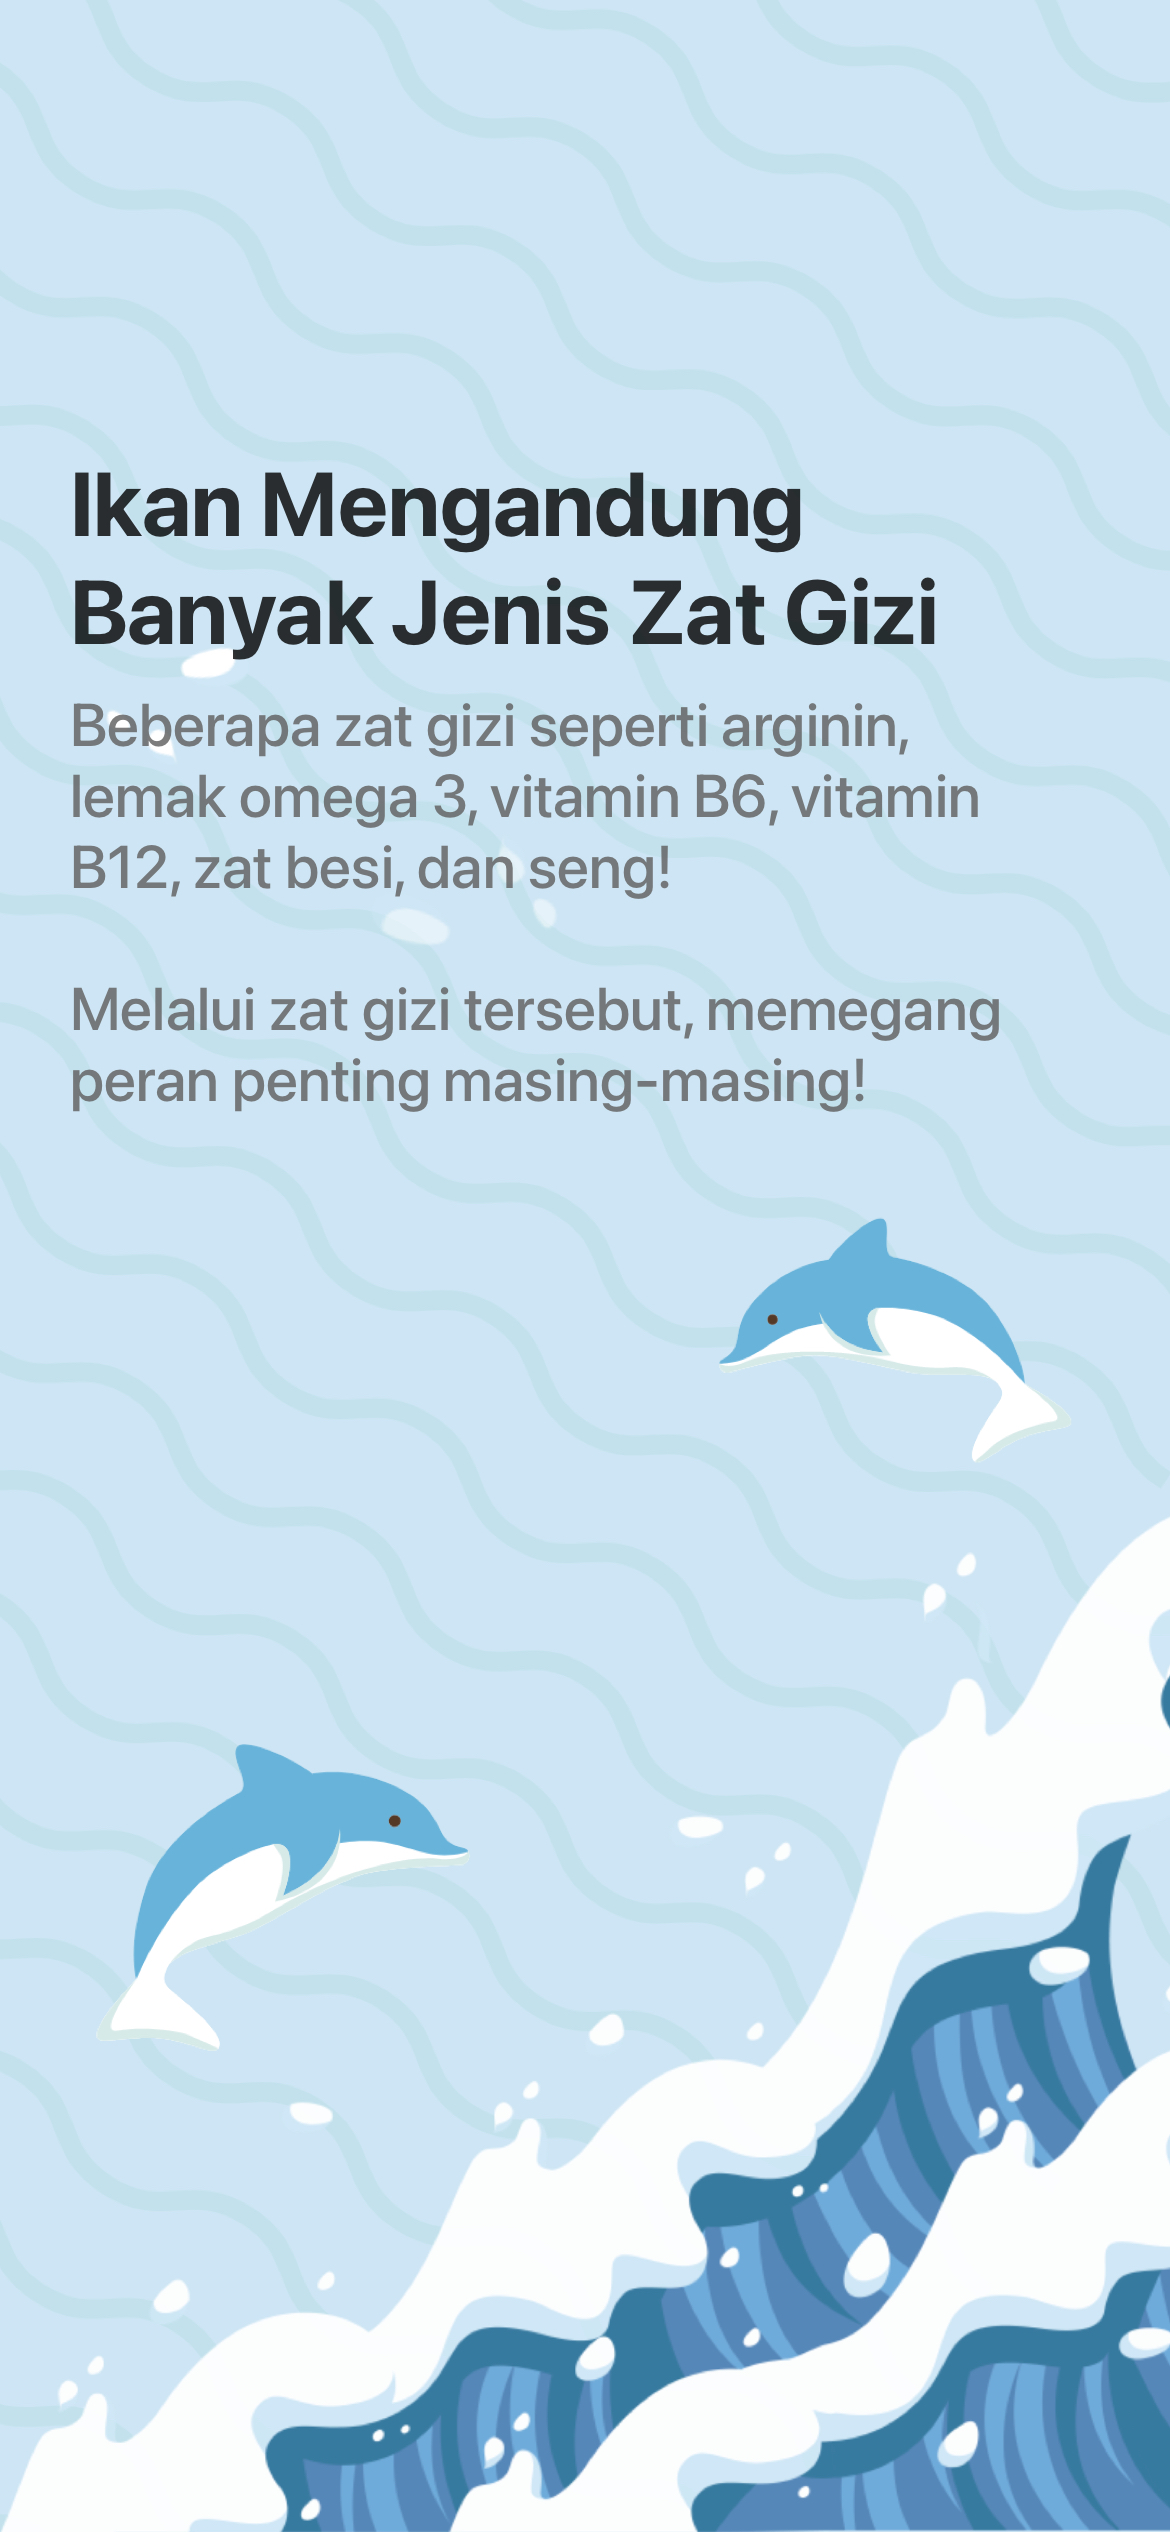 Ikan Mengandung
Banyak Jenis Zat Gizi
Beberapa zat gizi seperti arginin,
lemak omega 3, vitamin B6, vitamin
B12, zat besi, dan seng!
Melalui zat gizi tersebut, memegang
peran penting masing-masing!